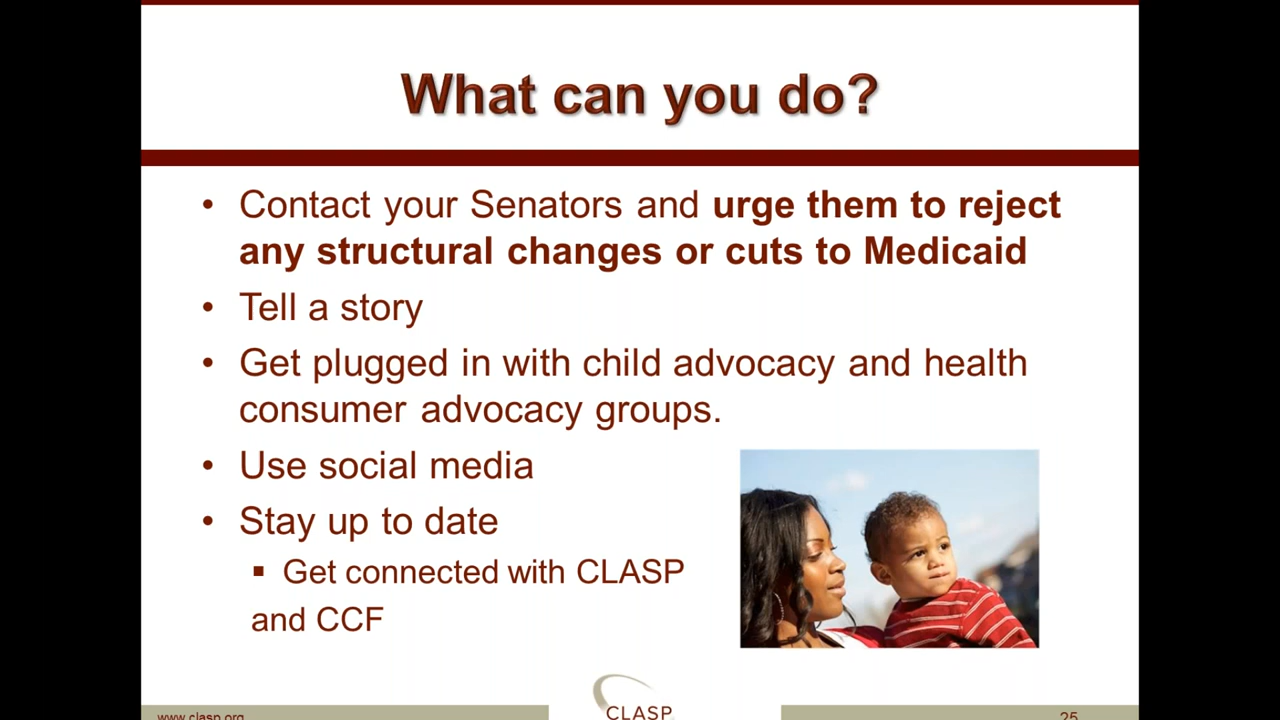 What can you do?
• Contact your Senators and urge them to reject
any structural changes or cuts to Medicaid
• Tell a story
• Get plugged in with child advocacy and health
consumer advocacy groups.
• Use social media
• Stay up to date
▪ Get connected with CLASP
and CCF
www.clasp.org
CLASP
25